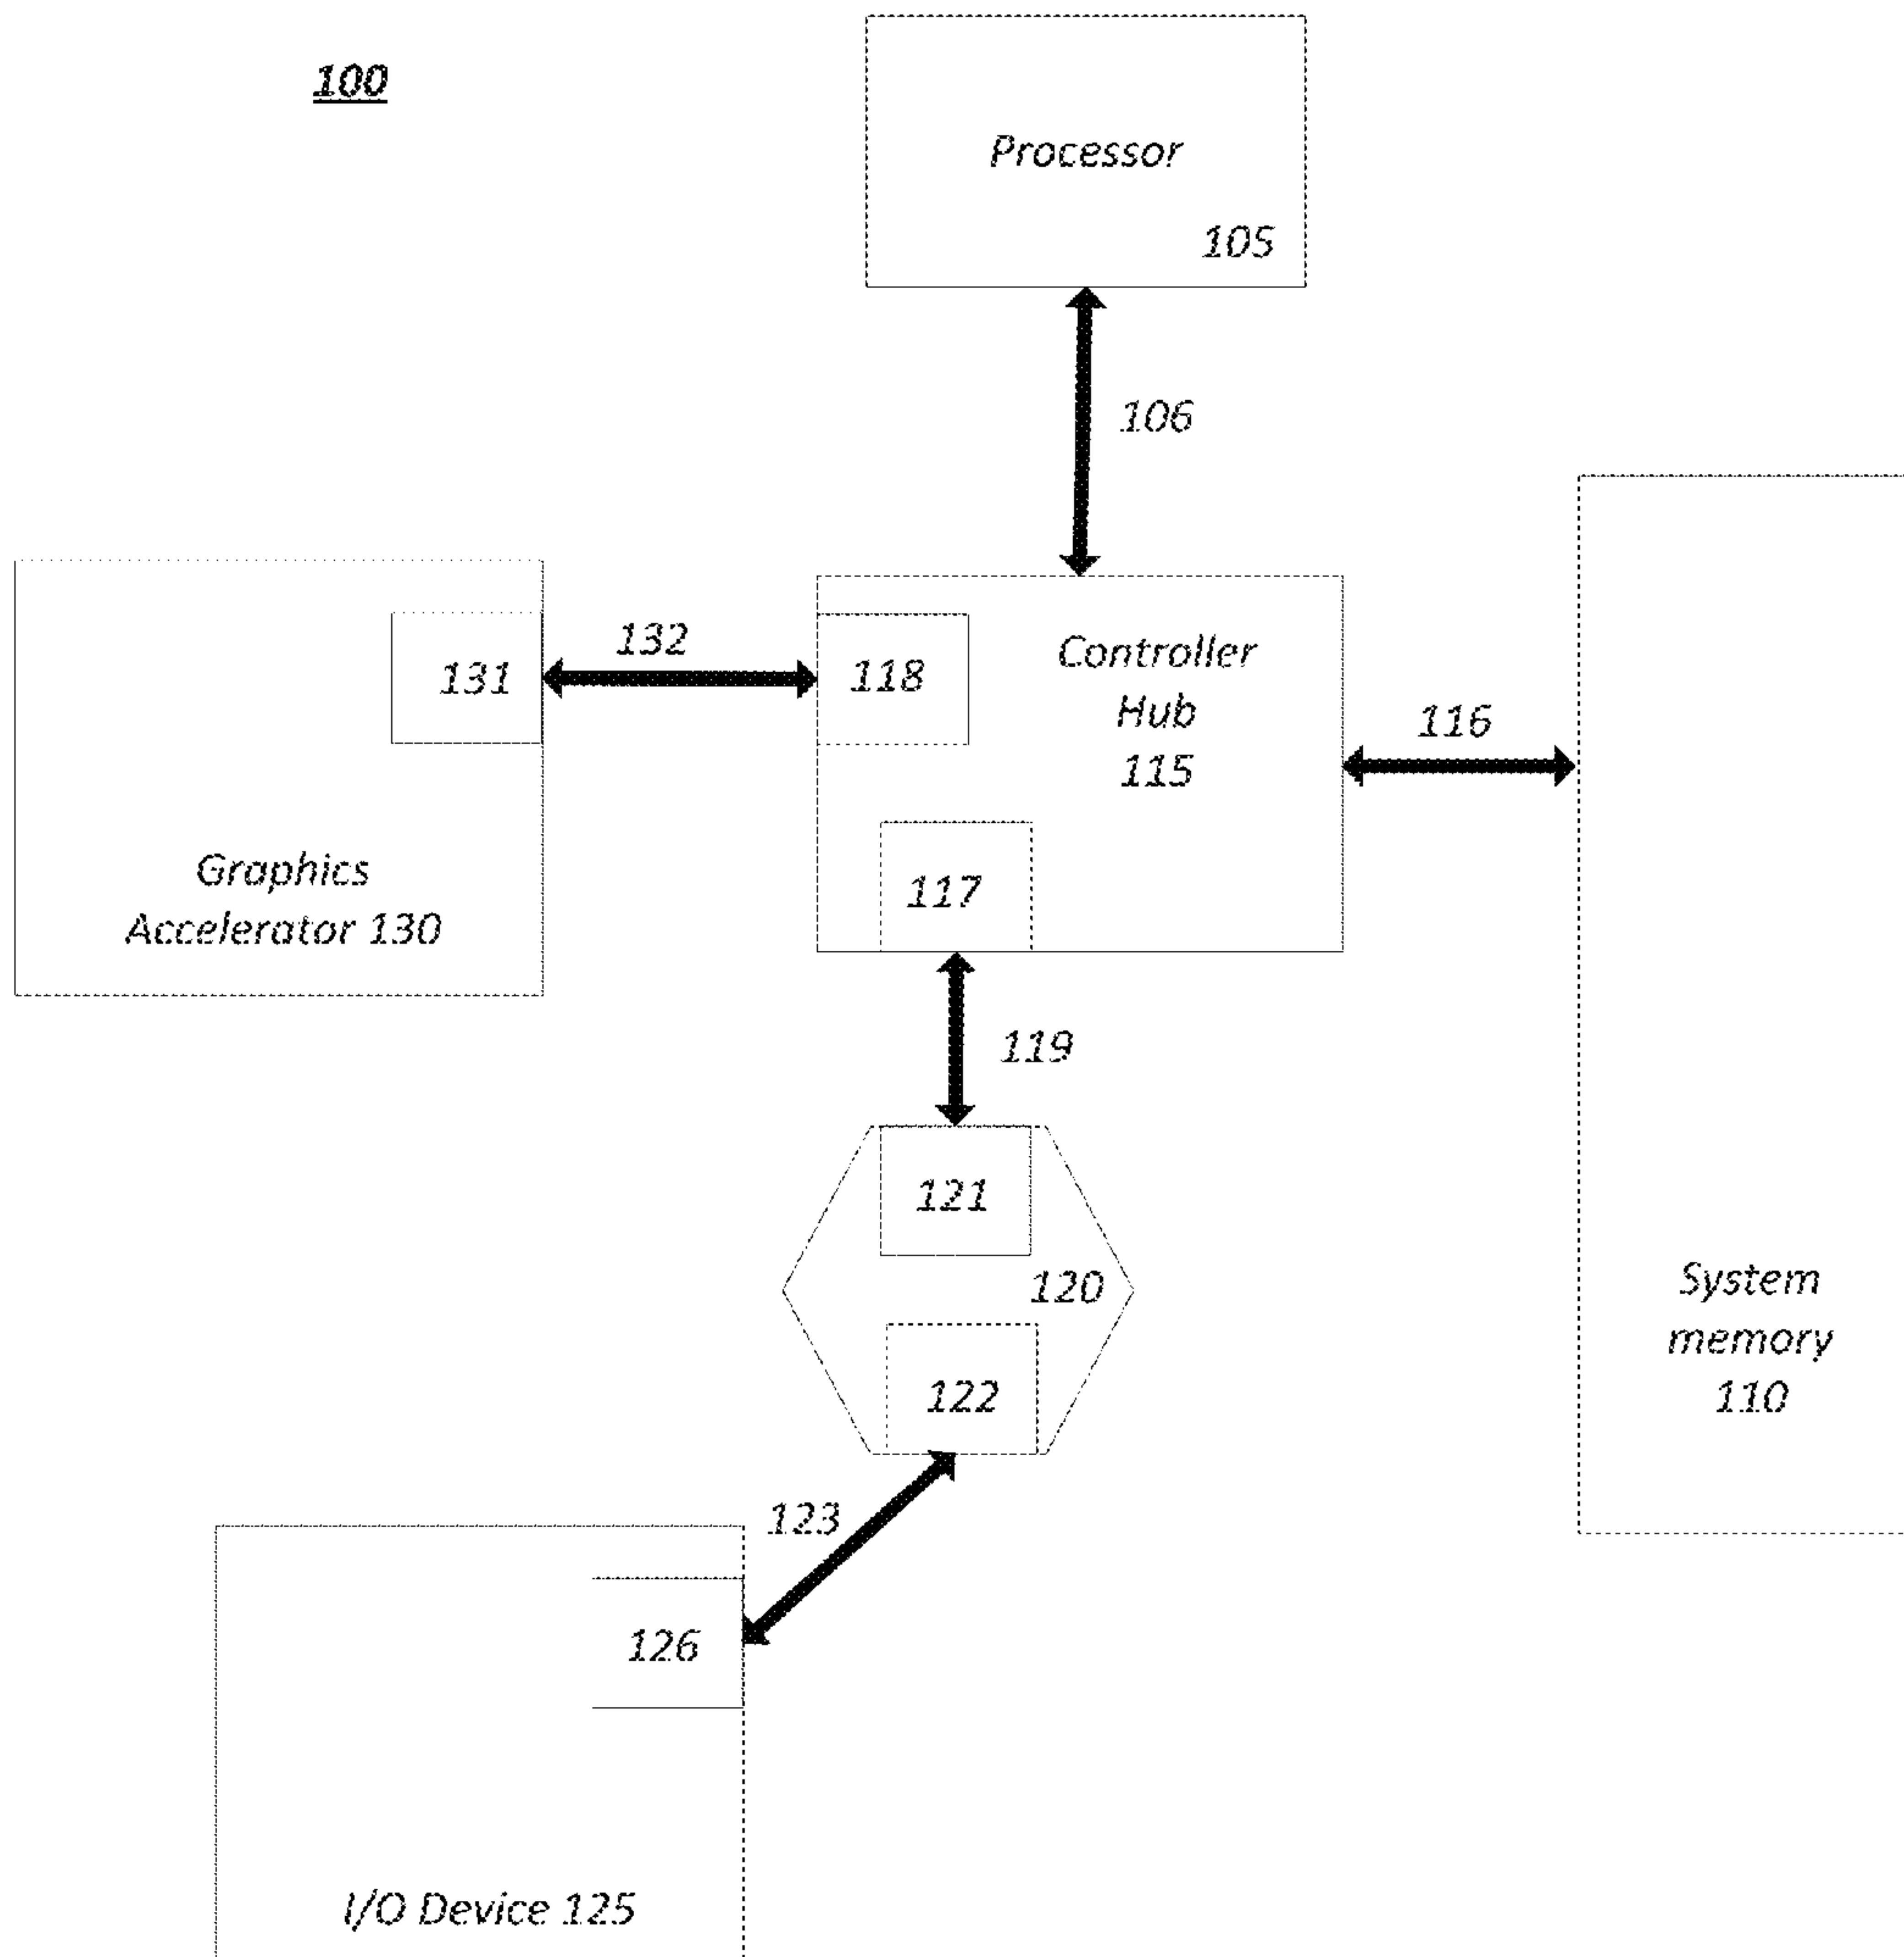 100
Processor
105
106
132
131
118
Controller
Hub
115
116
Graphics
Accelerator 130
117
119
121
120
122
System
memory
110
123
126
I/O Device 125